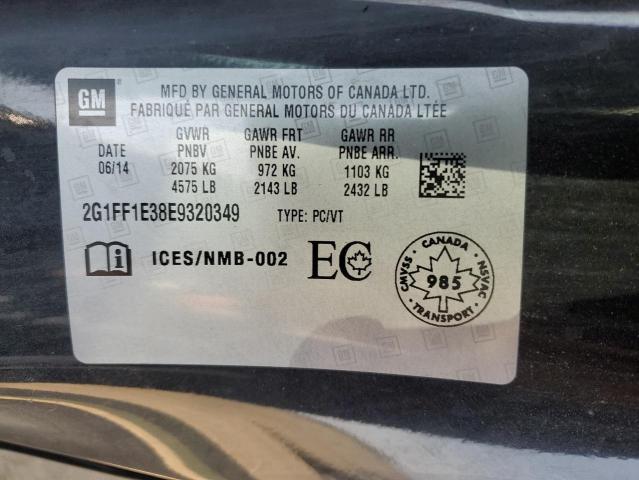 GM
MFD BY GENERAL MOTORS OF CANADA LTD.
FABRIQUÉ PAR GENERAL MOTORS DU CANADA LTÉE
GVWR GAWR FRT GAWR RR
DATE PNBV PNBE AV. PNBE ARR.
06/14 2075 KG 972 KG 1103 KG
4575 LB 2143 LB 2432 LB
2G1FF1E38E9320349 TYPE: PC/VT
ICES/NMB-002
EC
CANADA
CMVSS 985 NSVAC
TRANSPORT